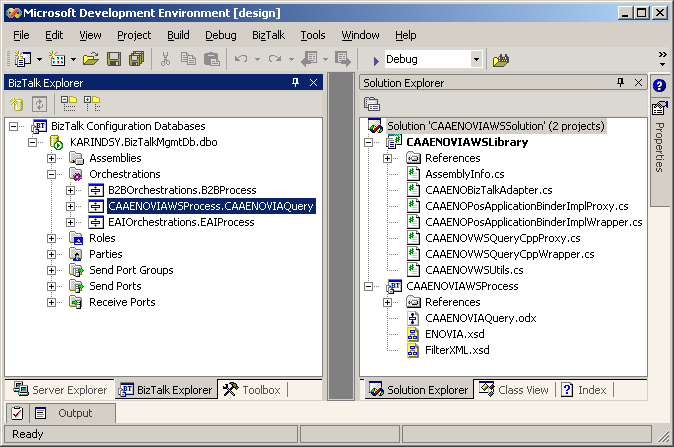 Microsoft Development Environment [design]
File Edit View Project Build Debug BizTalk Tools Window Help
Debug
BizTalk Explorer
BizTalk Configuration Databases
KARINDSY.BizTalkMgmtDb.dbo
Assemblies
Orchestrations
B2BOrchestrations.B2BProcess
CAAENOVIAWSProcess.CAAENOVIAQuery
EAIOrchestrations.EAIProcess
Roles
Parties
Send Port Groups
Send Ports
Receive Ports
Server Explorer BizTalk Explorer Toolbox
Solution Explorer
Solution 'CAAENOVIAWSSolution' (2 projects)
CAAENOVIAWSLibrary
References
AssemblyInfo.cs
CAAENOBizTalkAdapter.cs
CAAENOPosApplicationBinderImplProxy.cs
CAAENOPosApplicationBinderImplWrapper.cs
CAAENOVWSQueryCppProxy.cs
CAAENOVWSQueryCppWrapper.cs
CAAENOVWSUtils.cs
CAAENOVIAWSProcess
References
CAAENOVIAQuery.odx
ENOVIA.xsd
FilterXML.xsd
Solution Explorer Class View Index
Properties
Output
Ready